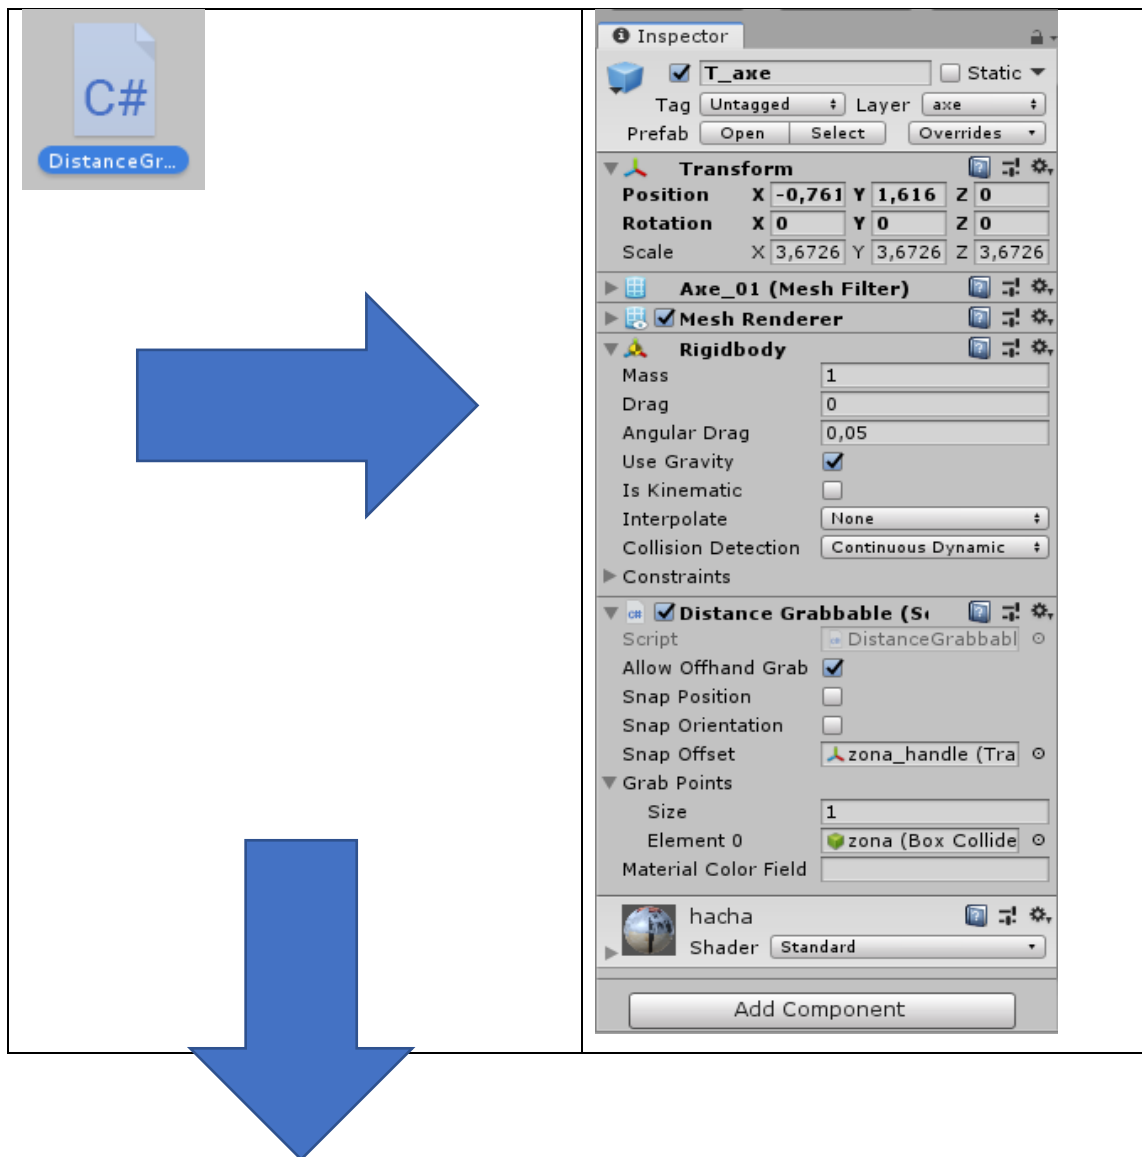 C#
DistanceGr...
Inspector
T_axe Static
Tag Untagged Layer axe
Prefab Open Select Overrides
Transform
Position X -0,761 Y 1,616 Z 0
Rotation X 0 Y 0 Z 0
Scale X 3,6726 Y 3,6726 Z 3,6726
Axe_01 (Mesh Filter)
Mesh Renderer
Rigidbody
Mass 1
Drag 0
Angular Drag 0,05
Use Gravity
Is Kinematic
Interpolate None
Collision Detection Continuous Dynamic
Constraints
C# Distance Grabbable (Sc
Script DistanceGrabbabl
Allow Offhand Grab
Snap Position
Snap Orientation
Snap Offset zona_handle (Tra
Grab Points
Size 1
Element 0 zona (Box Collide
Material Color Field
hacha
Shader Standard
Add Component